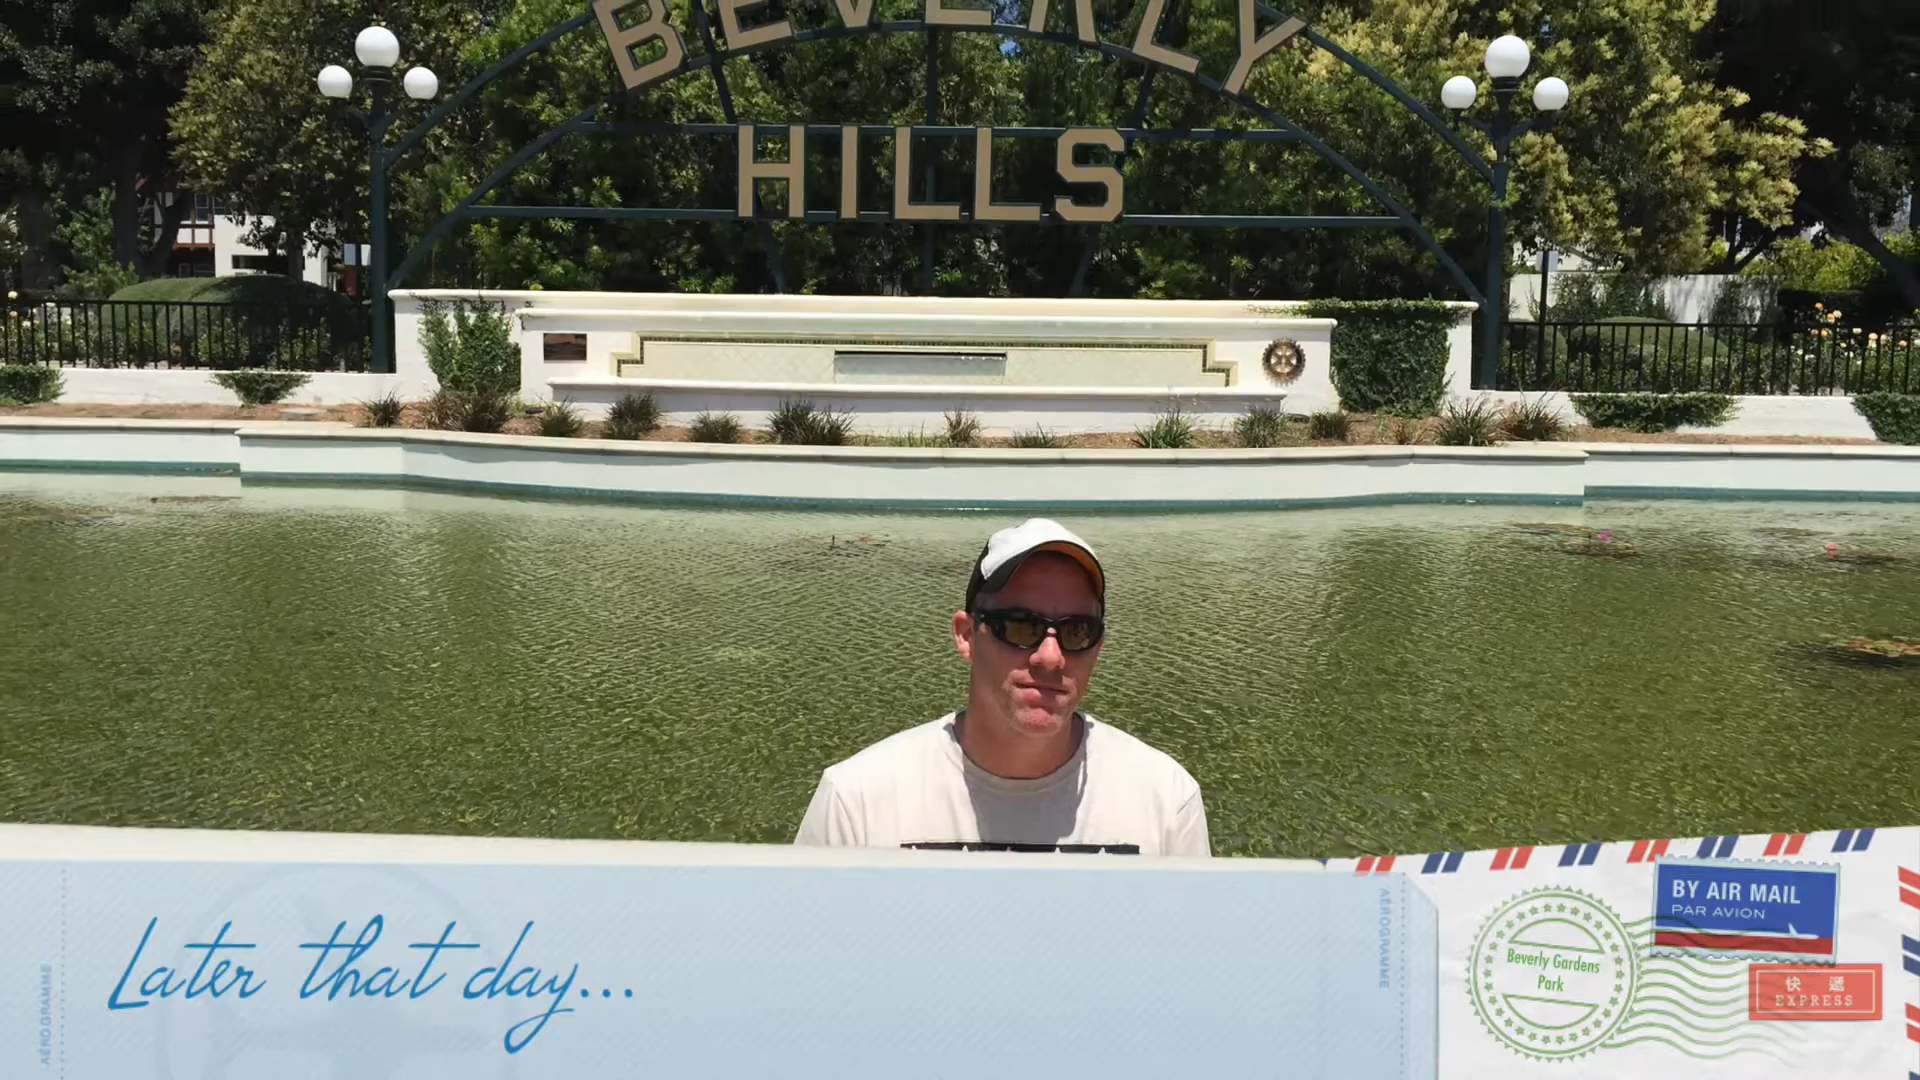 BEVERLY
HILLS
Later that day...
AÉROGRAMME
AÉROGRAMME
Beverly Gardens
Park
BY AIR MAIL
PAR AVION
快 遞
EXPRESS